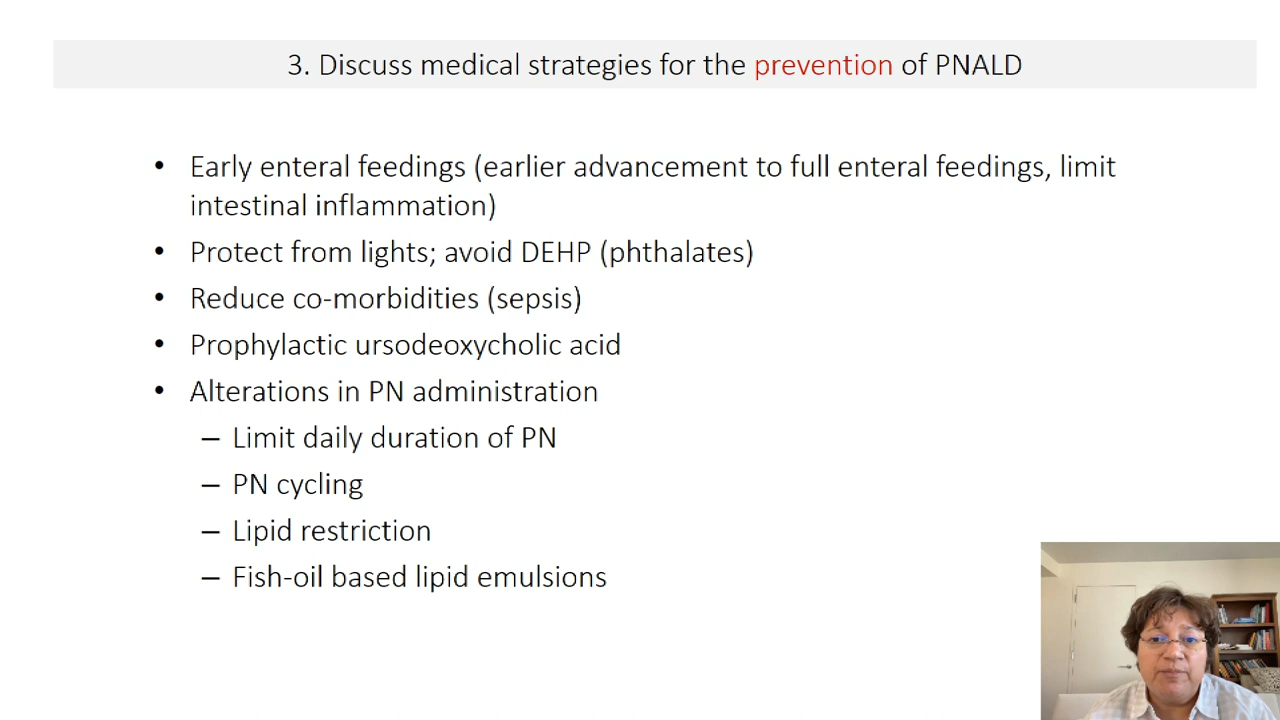 3. Discuss medical strategies for the prevention of PNALD
• Early enteral feedings (earlier advancement to full enteral feedings, limit
intestinal inflammation)
• Protect from lights; avoid DEHP (phthalates)
• Reduce co-morbidities (sepsis)
• Prophylactic ursodeoxycholic acid
• Alterations in PN administration
– Limit daily duration of PN
– PN cycling
– Lipid restriction
– Fish-oil based lipid emulsions